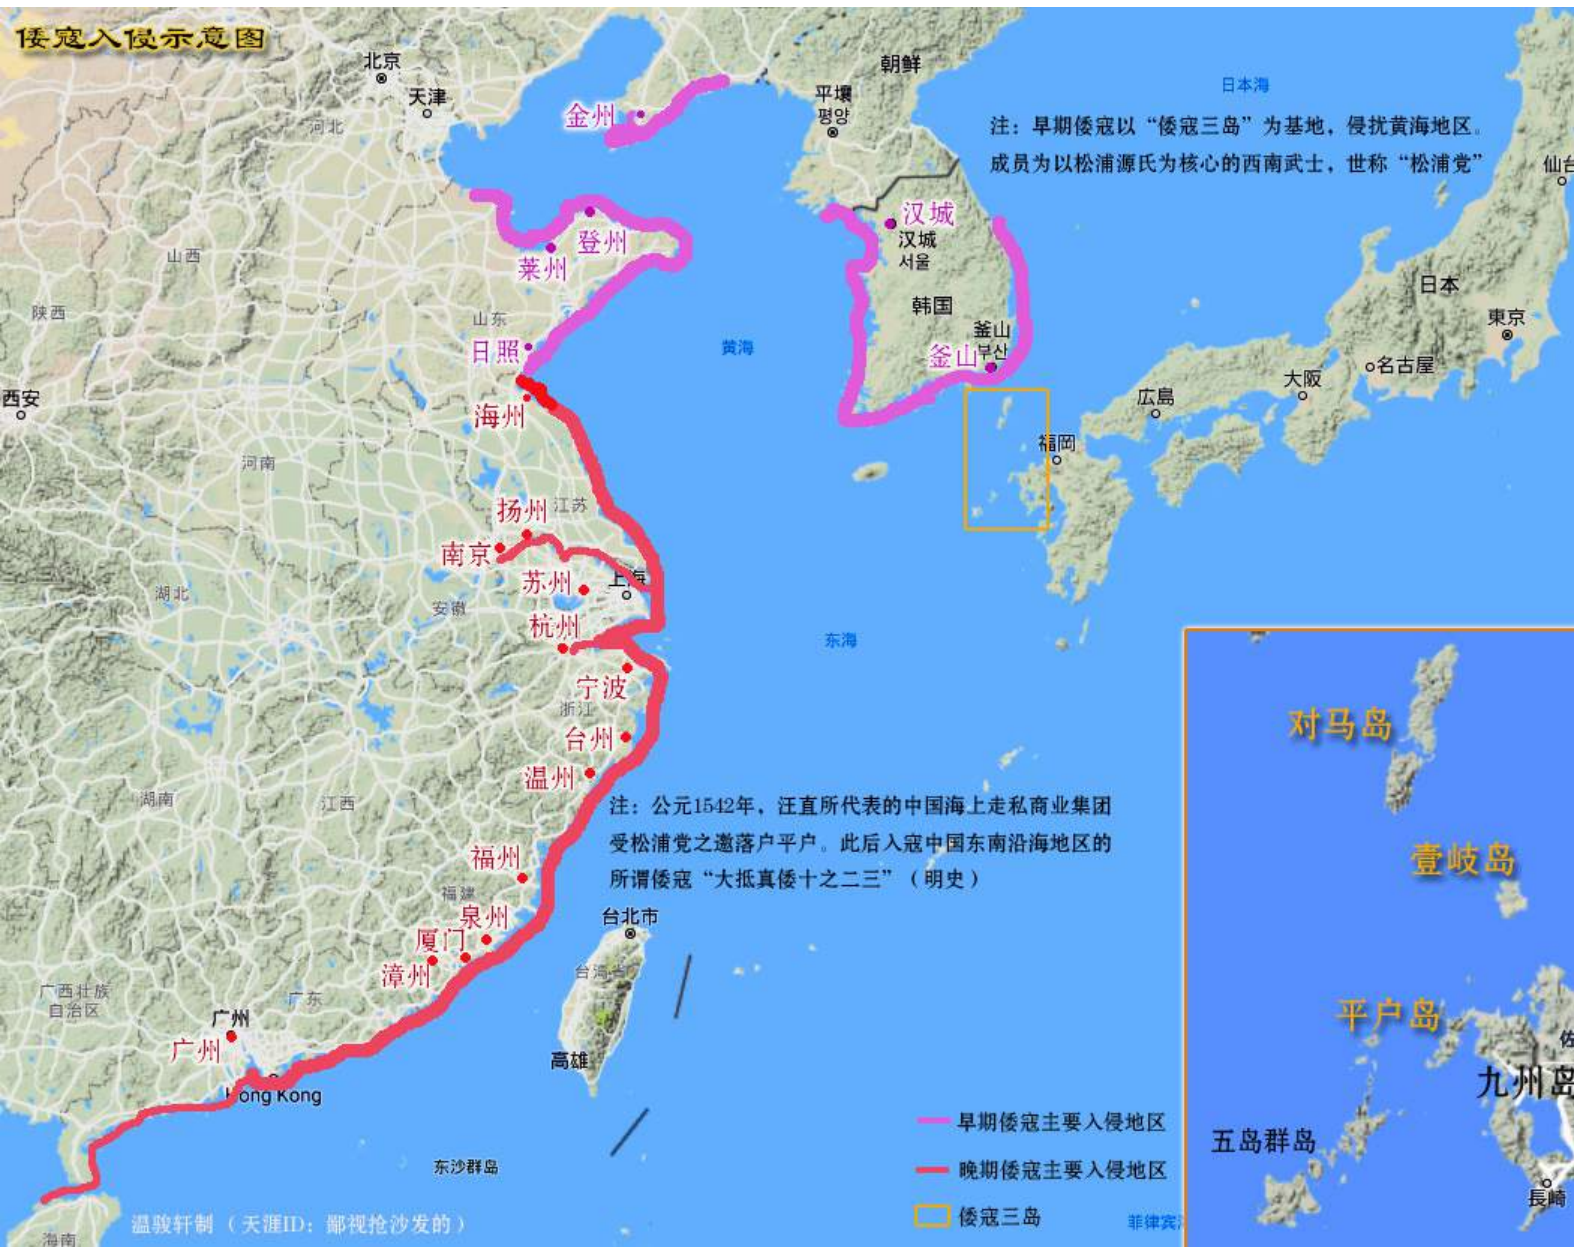 倭寇入侵示意图
北京
天津
河北
金州
朝鲜
平壤
평양
日本海
注：早期倭寇以“倭寇三岛”为基地，侵扰黄海地区。
成员为以松浦源氏为核心的西南武士，世称“松浦党”
仙台
山西
登州
莱州
汉城
汉城
서울
韩国
日本
陕西
山东
日照
黄海
釜山
釜山
부산
東京
名古屋
大阪
広島
西安
海州
福岡
河南
扬州
江苏
南京
苏州
上海
湖北
安徽
杭州
东海
宁波
浙江
台州
温州
对马岛
湖南
江西
注：公元1542年，汪直所代表的中国海上走私商业集团
受松浦党之邀落户平户。此后入寇中国东南沿海地区的
所谓倭寇“大抵真倭十之二三”（明史）
福州
福建
壹岐岛
泉州
台北市
厦门
漳州
台湾省
广西壮族
自治区
广东
广州
广州
平户岛
佐
高雄
九州岛
Hong Kong
早期倭寇主要入侵地区
五岛群岛
东沙群岛
晚期倭寇主要入侵地区
長崎
倭寇三岛
菲律宾
温骏轩制（天涯ID：鄙视抢沙发的）
海南